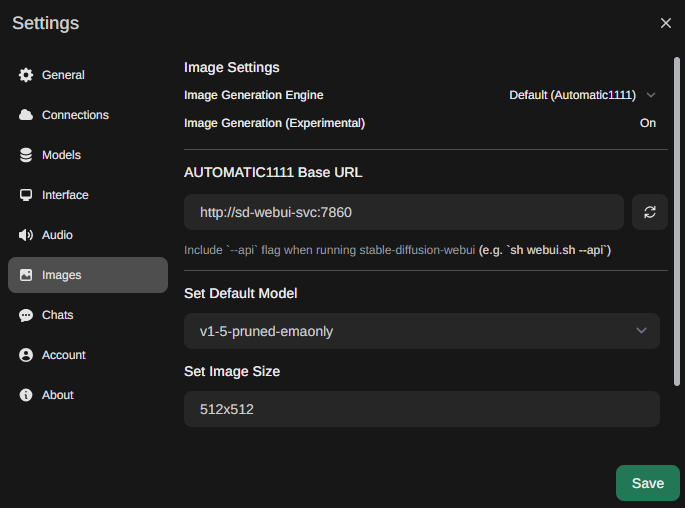 Settings
General
Connections
Models
Interface
Audio
Images
Chats
Account
About
Image Settings
Image Generation Engine Default (Automatic1111)
Image Generation (Experimental) On
AUTOMATIC1111 Base URL
http://sd-webui-svc:7860
Include `--api` flag when running stable-diffusion-webui (e.g. `sh webui.sh --api`)
Set Default Model
v1-5-pruned-emaonly
Set Image Size
512x512
Save